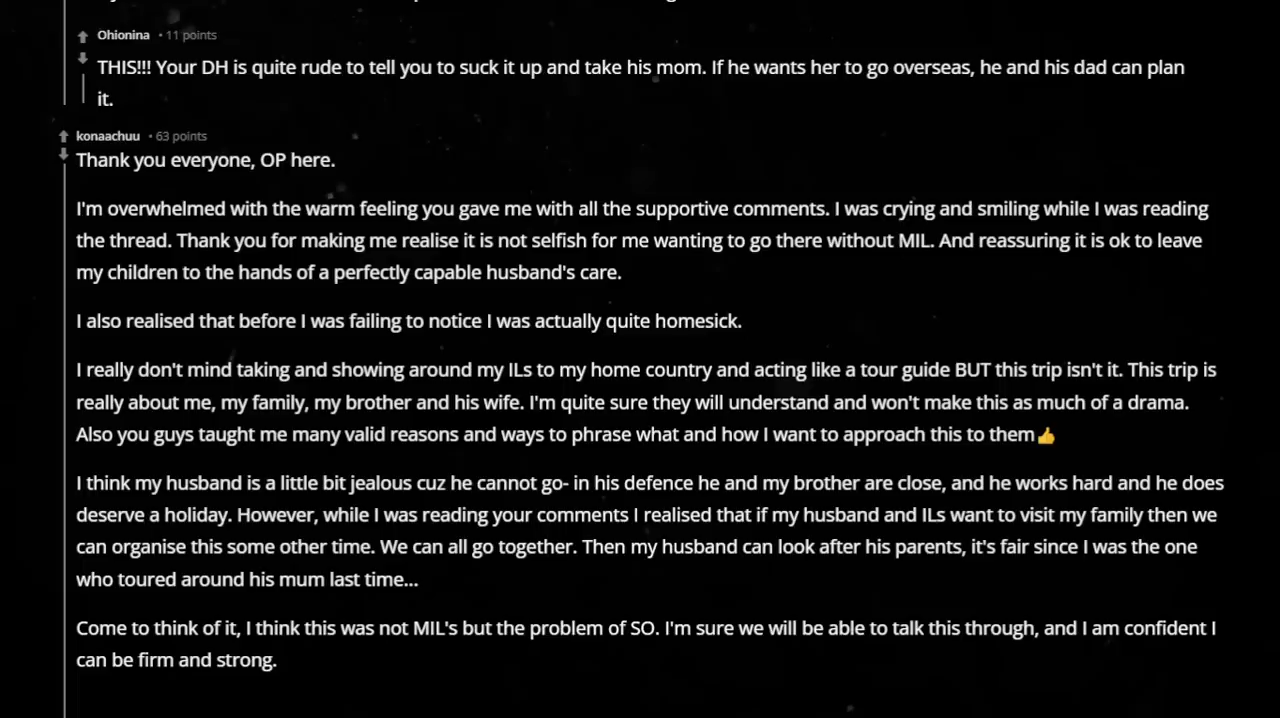 Ohionina • 11 points
THIS!!! Your DH is quite rude to tell you to suck it up and take his mom. If he wants her to go overseas, he and his dad can plan
it.
konaachuu • 63 points
Thank you everyone, OP here.
I'm overwhelmed with the warm feeling you gave me with all the supportive comments. I was crying and smiling while I was reading
the thread. Thank you for making me realise it is not selfish for me wanting to go there without MIL. And reassuring it is ok to leave
my children to the hands of a perfectly capable husband's care.
I also realised that before I was failing to notice I was actually quite homesick.
I really don't mind taking and showing around my ILs to my home country and acting like a tour guide BUT this trip isn't it. This trip is
really about me, my family, my brother and his wife. I'm quite sure they will understand and won't make this as much of a drama.
Also you guys taught me many valid reasons and ways to phrase what and how I want to approach this to them👍
I think my husband is a little bit jealous cuz he cannot go- in his defence he and my brother are close, and he works hard and he does
deserve a holiday. However, while I was reading your comments I realised that if my husband and ILs want to visit my family then we
can organise this some other time. We can all go together. Then my husband can look after his parents, it's fair since I was the one
who toured around his mum last time...
Come to think of it, I think this was not MIL's but the problem of SO. I'm sure we will be able to talk this through, and I am confident I
can be firm and strong.